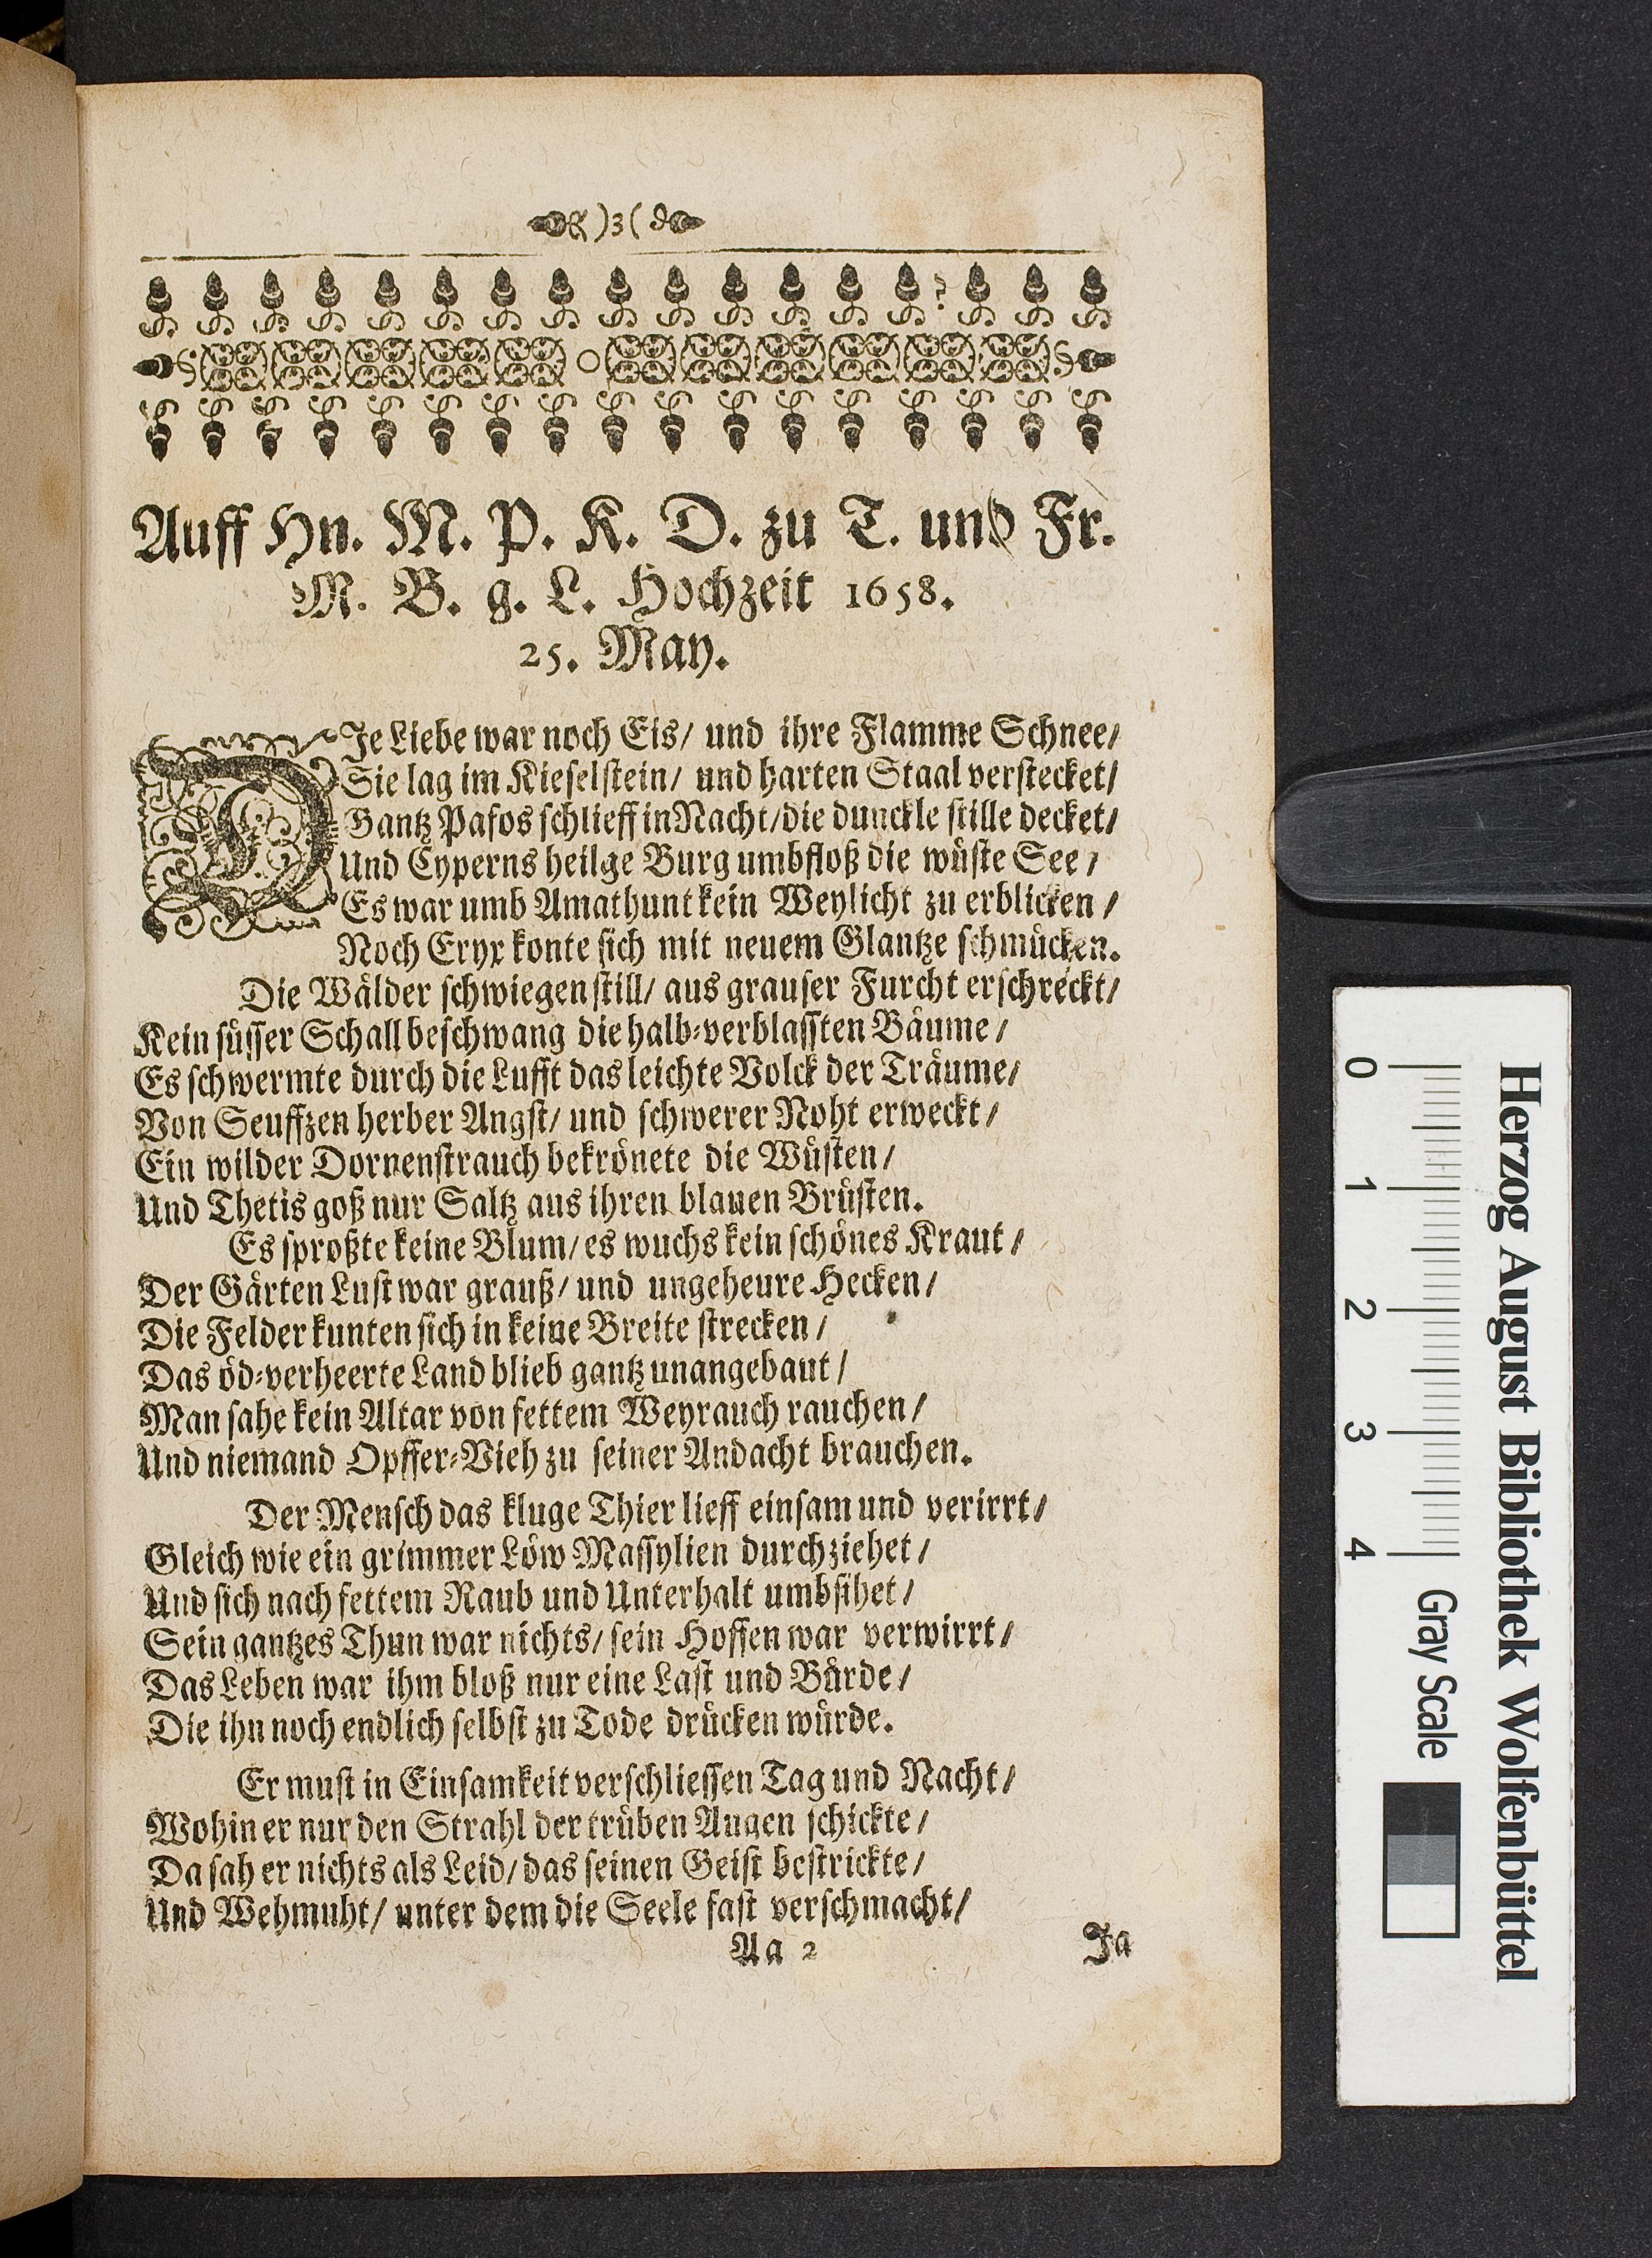 )3(
Auff Hn. M. P. K. D. zu T. und Fr.
M. B. g. L. Hochzeit 1658.
25. May.
DIe Liebe war noch Eis/ und ihre Flamme Schnee/
Sie lag im Kieselstein/ und harten Staal verstecket/
Gantz Pafos schlieff in Nacht/die dunckle stille decket/
Und Cyperns heilge Burg umbfloß die wüste See/
Es war umb Amathunt kein Weylicht zu erblicken/
Noch Eryx konte sich mit neuem Glantze schmücken.
Die Wälder schwiegen still/ aus grauser Furcht erschreckt/
Kein süsser Schall beschwang die halb-verblassten Bäume/
Es schwermte durch die Lufft das leichte Volck der Träume/
Von Seuffzen herber Angst/ und schwerer Noht erweckt/
Ein wilder Dornenstrauch bekrönete die Wüsten/
Und Thetis goß nur Saltz aus ihren blauen Brüsten.
Es sproßte keine Blum/es wuchs kein schönes Kraut/
Der Gärten Lust war grauß/ und ungeheure Hecken/
Die Felder kunten sich in keine Breite strecken/
Das öd-verheerte Land blieb gantz unangebaut/
Man sahe kein Altar von fettem Weyrauch rauchen/
Und niemand Opffer-Vieh zu seiner Andacht brauchen.
Der Mensch das kluge Thier lieff einsam und verirrt/
Gleich wie ein grimmer Löw Massylien durchziehet/
Und sich nach fettem Raub und Unterhalt umbsihet/
Sein gantzes Thun war nichts/ sein Hoffen war verwirrt/
Das Leben war ihm bloß nur eine Last und Bürde/
Die ihn noch endlich selbst zu Tode drücken würde.
Er must in Einsamkeit verschliessen Tag und Nacht/
Wohin er nur den Strahl der trüben Augen schickte/
Da sah er nichts als Leid/das seinen Geist bestrickte/
Und Wehmuht/ unter dem die Seele fast verschmacht/
Aa 2
Ja
Herzog August Bibliothek Wolfenbüttel
0 1 2 3 4 Gray Scale